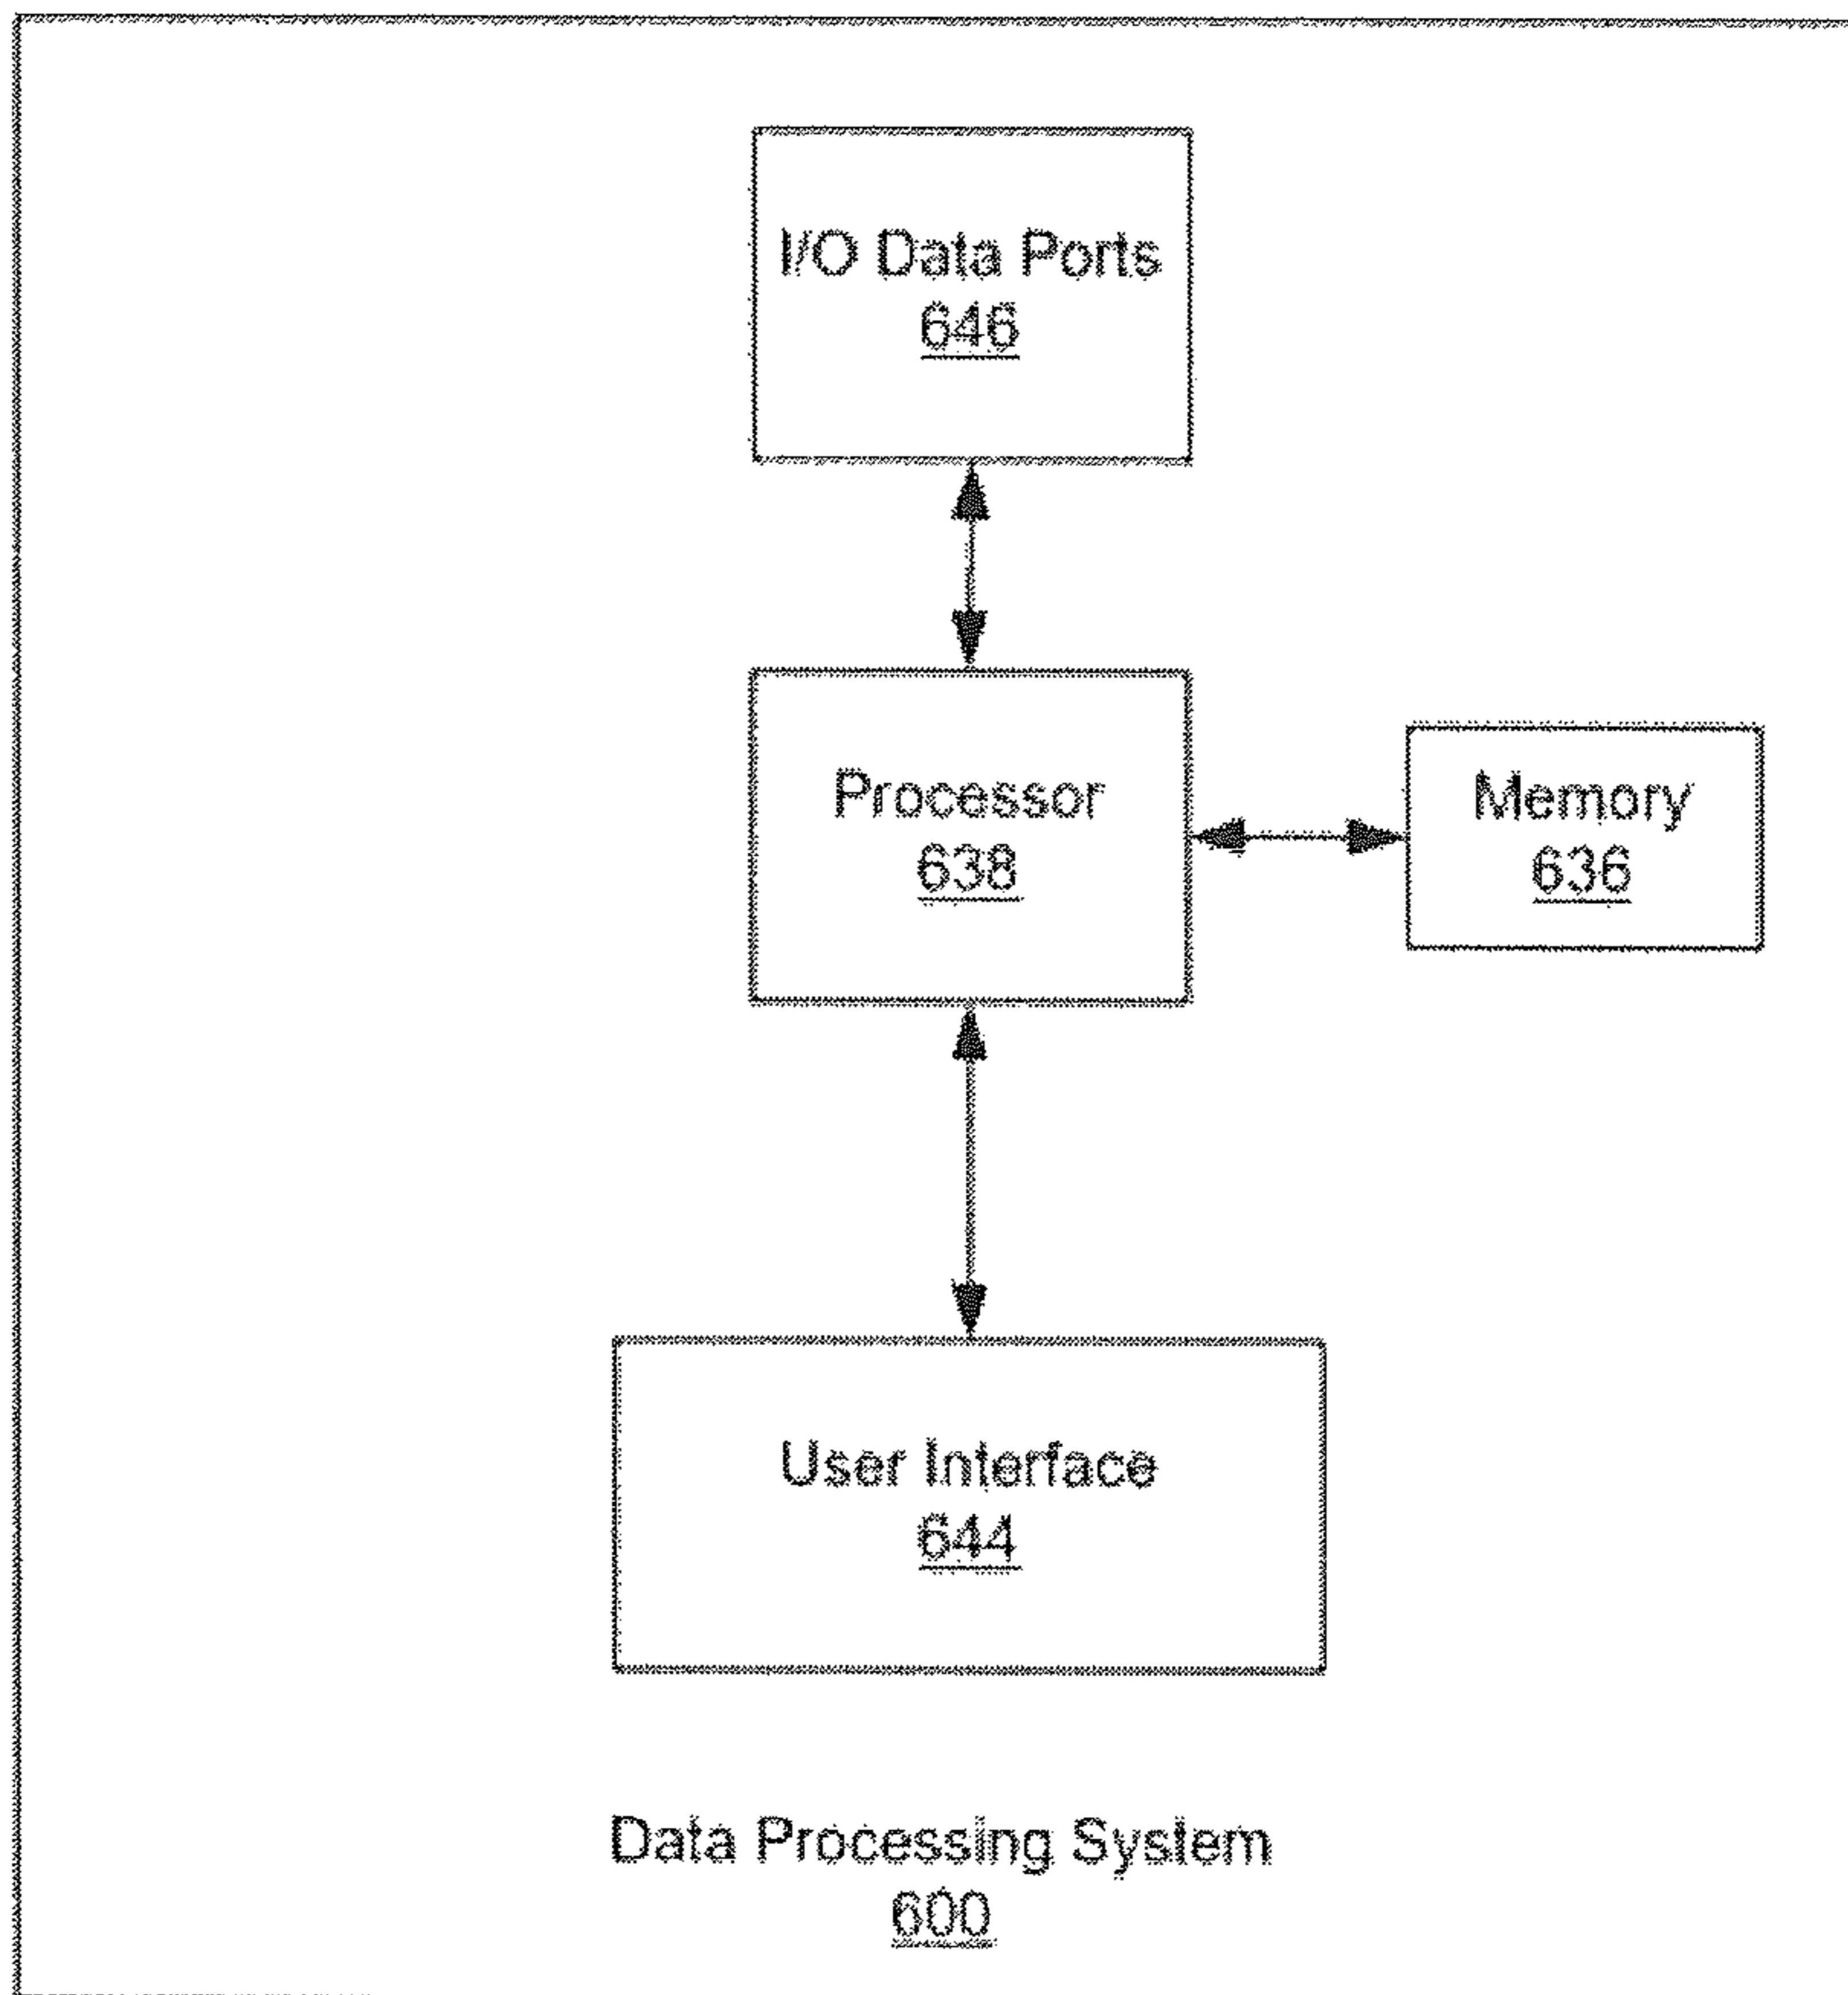 I/O Data Ports
646
Processor
638
Memory
636
User Interface
644
Data Processing System
600